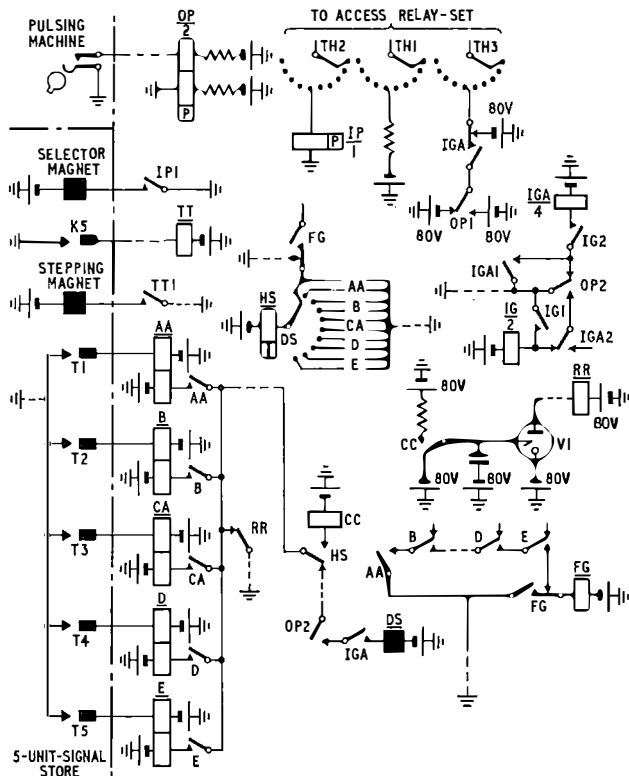 PULSING
MACHINE
OP
2
P
TO ACCESS RELAY-SET
TH2
TH1
TH3
80V
P
IP
1
IGA
80V
OP1
80V
IGA
4
IG2
IGA1
OP2
IG1
IG
2
IGA2
SELECTOR
MAGNET
IP1
K5
TT
STEPPING
MAGNET
TT1
FG
HS
DS
AA
B
CA
D
E
T1
AA
AA
T2
B
B
T3
CA
CA
RR
T4
D
D
T5
E
E
5-UNIT-SIGNAL
STORE
80V
CC
80V
80V
80V
V1
RR
80V
CC
HS
OP2
IGA
DS
AA
B
D
E
FG
FG